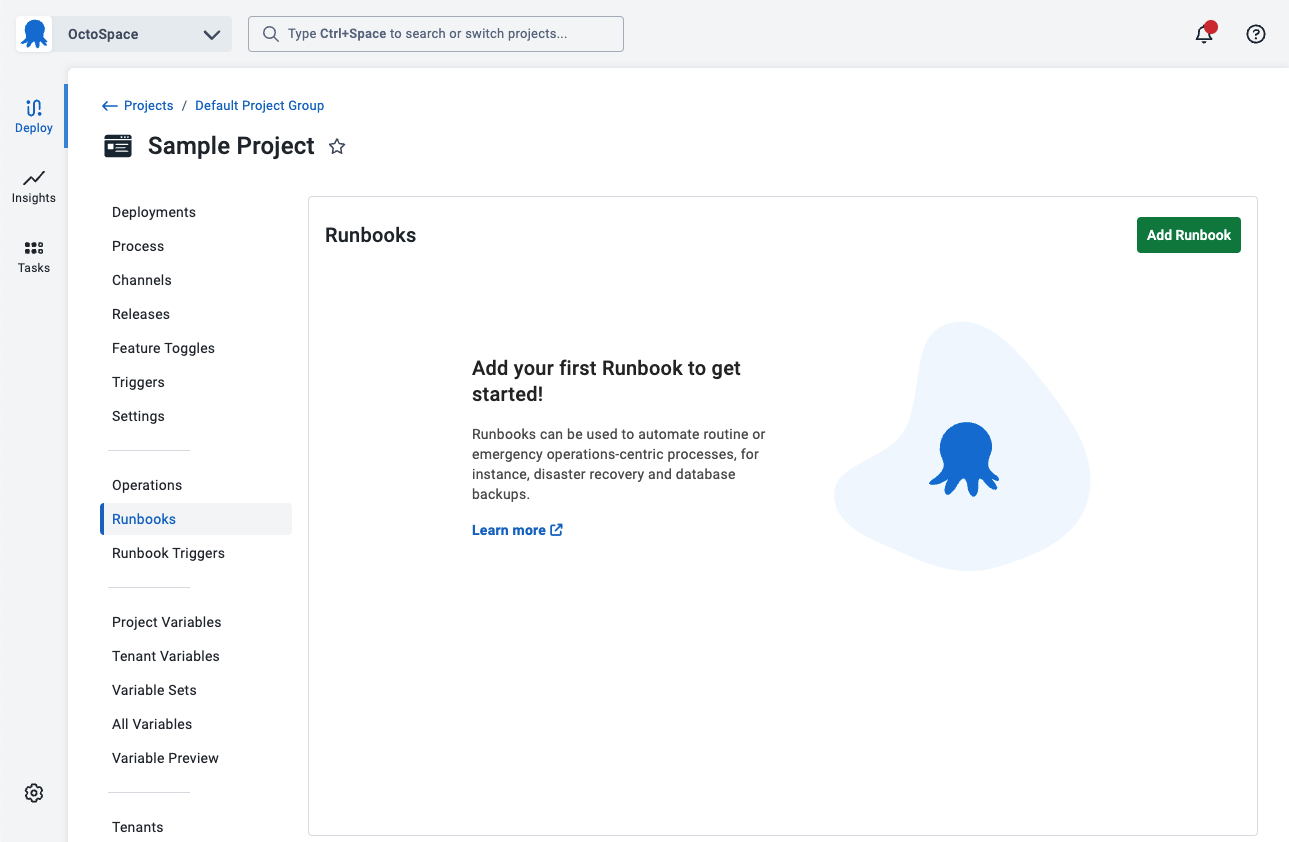 OctoSpace
Type Ctrl+Space to search or switch projects...
Deploy
Insights
Tasks
Projects / Default Project Group
Sample Project
Deployments
Process
Channels
Releases
Feature Toggles
Triggers
Settings
Operations
Runbooks
Runbook Triggers
Project Variables
Tenant Variables
Variable Sets
All Variables
Variable Preview
Tenants
Runbooks
Add Runbook
Add your first Runbook to get
started!
Runbooks can be used to automate routine or
emergency operations-centric processes, for
instance, disaster recovery and database
backups.
Learn more